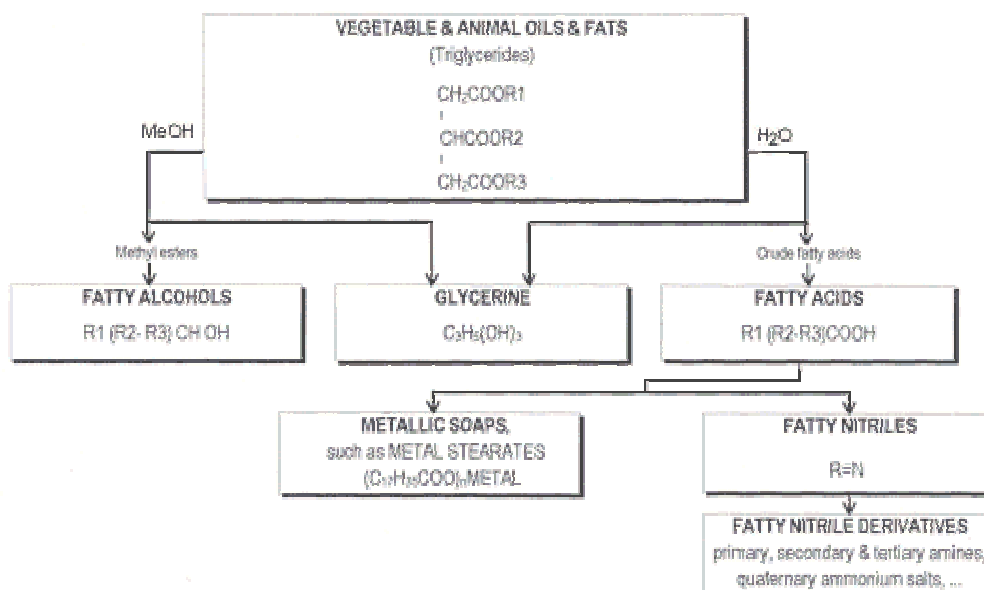 VEGETABLE & ANIMAL OILS & FATS
(Triglycerides)
CH₂COOR1
CHCOOR2
CH₂COOR3
MeOH
H₂O
Methyl esters
Crude fatty acids
FATTY ALCOHOLS
R1 (R2- R3) CH OH
GLYCERINE
C₃H₅(OH)₃
FATTY ACIDS
R1 (R2-R3)COOH
METALLIC SOAPS,
such as METAL STEARATES
(C₁₇H₃₅COO)ₙMETAL
FATTY NITRILES
R=N
FATTY NITRILE DERIVATIVES
primary, secondary & tertiary amines,
quaternary ammonium salts, ...